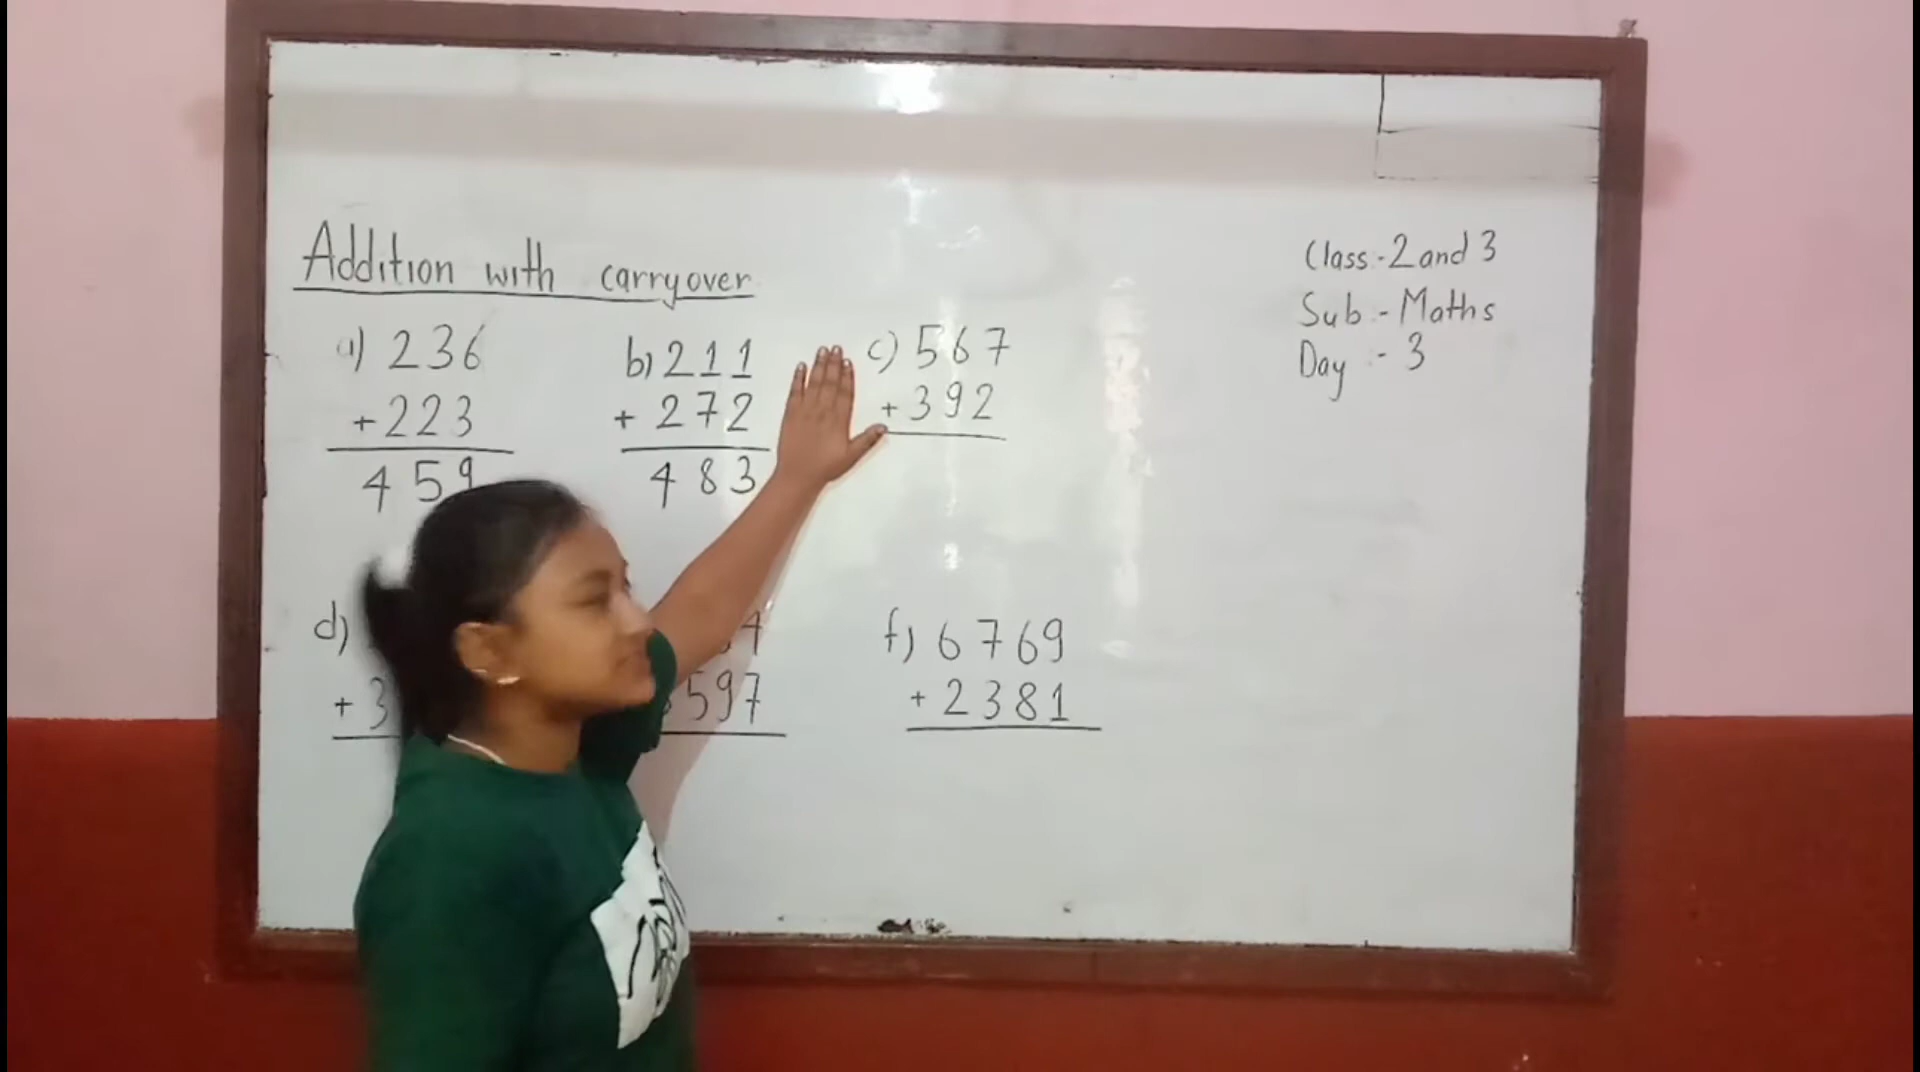 Addition with carryover
Class:-2 and 3
Sub:- Maths
Day :- 3
a) 236
+223
459
b) 211
+ 272
483
c) 567
+392
d)
+ 3
4
597
f) 6769
+ 2381